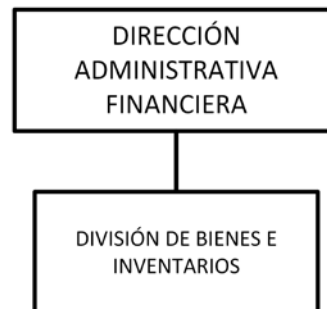 DIRECCIÓN
ADMINISTRATIVA
FINANCIERA
DIVISIÓN DE BIENES E
INVENTARIOS